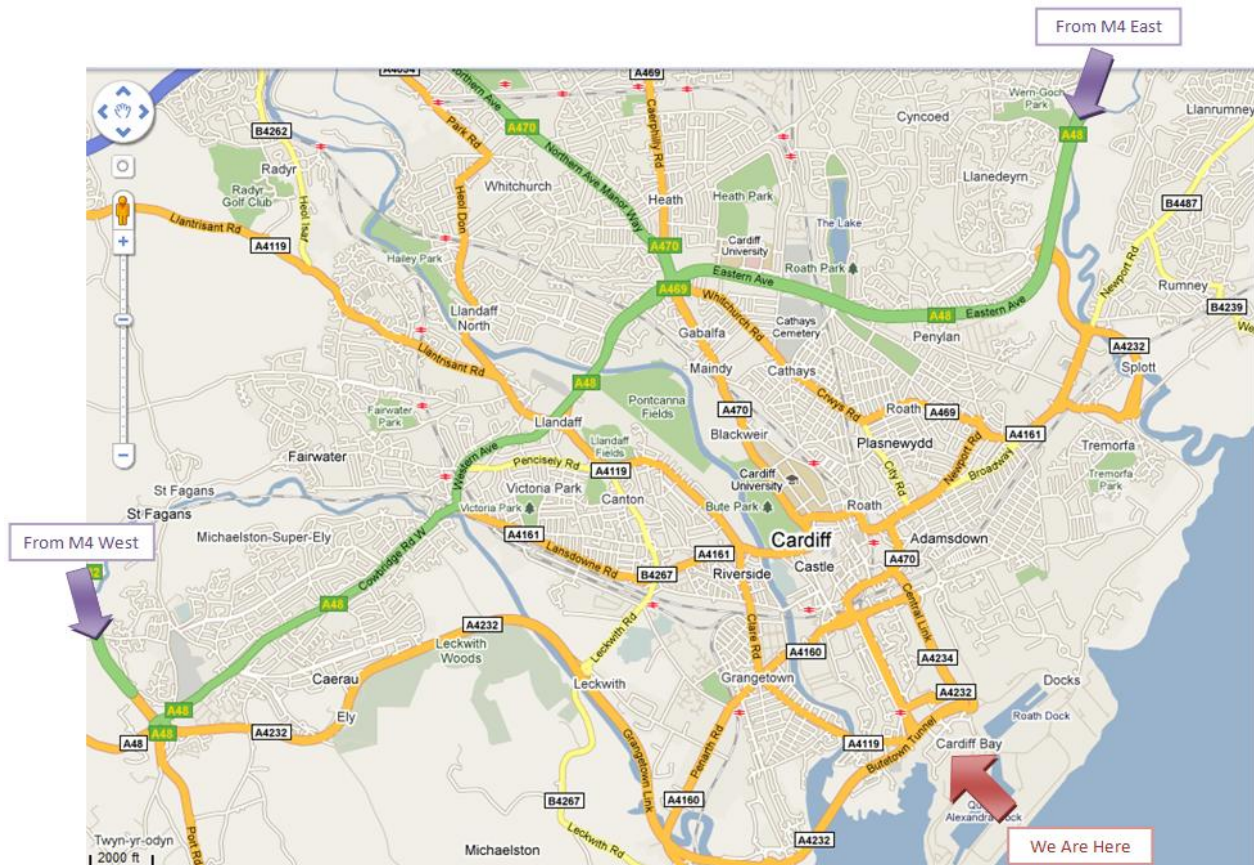 From M4 East
A4054
Northern Ave
A469
Wern-Goch
Park
Llanrumney
Cyncoed
A48
B4262
Park Rd
A470
Caerphilly Rd
Radyr
Northern Ave Manor Way
Whitchurch
Llanedeyrn
Radyr
Golf Club
Heol Isaf
Heol Don
Heath
Heath Park
B4487
Llantrisant Rd
The Lake
A4119
Hailey Park
A470
Cardiff
University
Roath Park
Newport Rd
Eastern Ave
A469
Rumney
Llandaff
North
Whitchurch Rd
A48
Eastern Ave
B4239
Gabalfa
Cathays
Cemetery
Penylan
Llantrisant Rd
A4232
Splott
A48
Maindy
Cathays
Pontcanna
Fields
Crwys Rd
Roath
A469
Fairwater
Park
Llandaff
A470
Blackweir
Plasnewydd
A4161
Llandaff
Fields
Tremorfa
Fairwater
Western Ave
Pencisely Rd
A4119
Cardiff
University
City Rd
Newport Rd
Broadway
Tremorfa
Park
St Fagans
Victoria Park
Canton
St Fagans
Victoria Park
Bute Park
Roath
From M4 West
Michaelston-Super-Ely
A4161
Lansdowne Rd
A4161
Cardiff
Adamsdown
Castle
A470
Cowbridge Rd W
B4267
Riverside
A48
Central Link
A4232
Leckwith Rd
Clare Rd
Leckwith
Woods
A4160
A4234
Caerau
Leckwith
Grangetown
A4232
Docks
Ely
Roath Dock
A48
A48
A48
A4232
Penarth Rd
A4119
Butetown Tunnel
Cardiff Bay
Grangetown Link
Port Rd
B4267
A4160
Alexandra Dock
Twyn-yr-odyn
Leckwith Rd
A4232
Michaelston
2000 ft
We Are Here